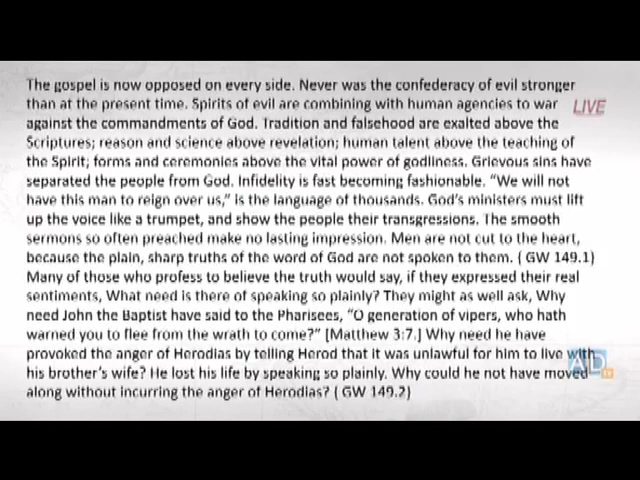 The gospel is now opposed on every side. Never was the confederacy of evil stronger
than at the present time. Spirits of evil are combining with human agencies to war
LIVE
against the commandments of God. Tradition and falsehood are exalted above the
Scriptures; reason and science above revelation; human talent above the teaching of
the Spirit; forms and ceremonies above the vital power of godliness. Grievous sins have
separated the people from God. Infidelity is fast becoming fashionable. “We will not
have this man to reign over us,” is the language of thousands. God’s ministers must lift
up the voice like a trumpet, and show the people their transgressions. The smooth
sermons so often preached make no lasting impression. Men are not cut to the heart,
because the plain, sharp truths of the word of God are not spoken to them. ( GW 149.1)
Many of those who profess to believe the truth would say, if they expressed their real
sentiments, What need is there of speaking so plainly? They might as well ask, Why
need John the Baptist have said to the Pharisees, “O generation of vipers, who hath
warned you to flee from the wrath to come?” [Matthew 3:7.] Why need he have
provoked the anger of Herodias by telling Herod that it was unlawful for him to live with
his brother’s wife? He lost his life by speaking so plainly. Why could he not have moved
along without incurring the anger of Herodias? ( GW 149.2)